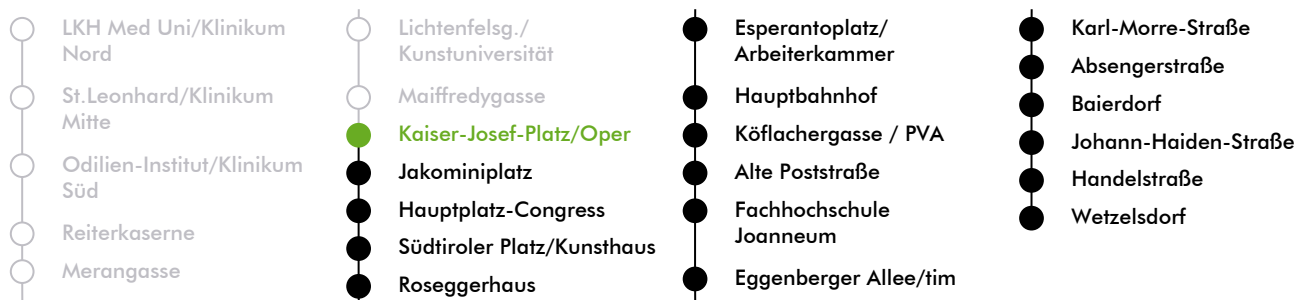 LKH Med Uni/Klinikum
Nord
St.Leonhard/Klinikum
Mitte
Odilien-Institut/Klinikum
Süd
Reiterkaserne
Merangasse
Lichtenfelsg./
Kunstuniversität
Maiffredygasse
Kaiser-Josef-Platz/Oper
Jakominiplatz
Hauptplatz-Congress
Südtiroler Platz/Kunsthaus
Roseggerhaus
Esperantoplatz/
Arbeiterkammer
Hauptbahnhof
Köflachergasse / PVA
Alte Poststraße
Fachhochschule
Joanneum
Eggenberger Allee/tim
Karl-Morre-Straße
Absengerstraße
Baierdorf
Johann-Haiden-Straße
Handelstraße
Wetzelsdorf